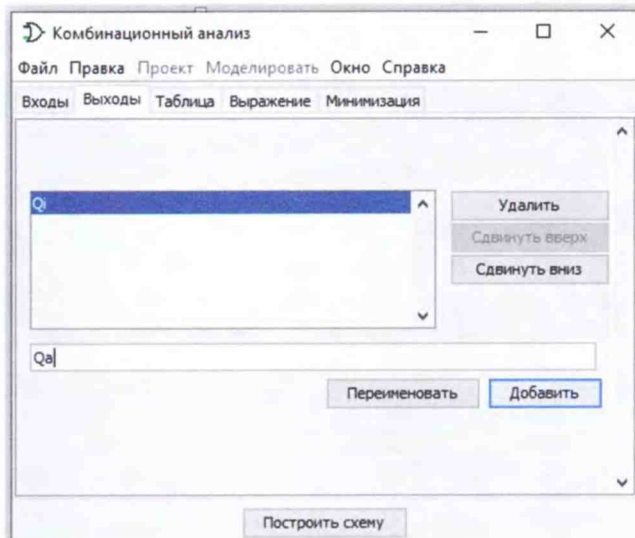 Комбинационный анализ
Файл Правка Проект Моделировать Окно Справка
Входы Выходы Таблица Выражение Минимизация
Qi
Удалить
Сдвинуть вверх
Сдвинуть вниз
Qa
Переименовать Добавить
Построить схему